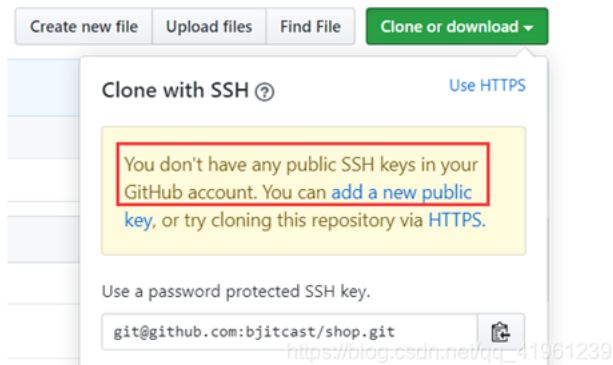 Create new file Upload files Find File Clone or download
Clone with SSH ? Use HTTPS
You don't have any public SSH keys in your
GitHub account. You can add a new public
key, or try cloning this repository via HTTPS.
Use a password protected SSH key.
git@github.com:bjitcast/shop.git
https://blog.csdn.net/qq_41961239